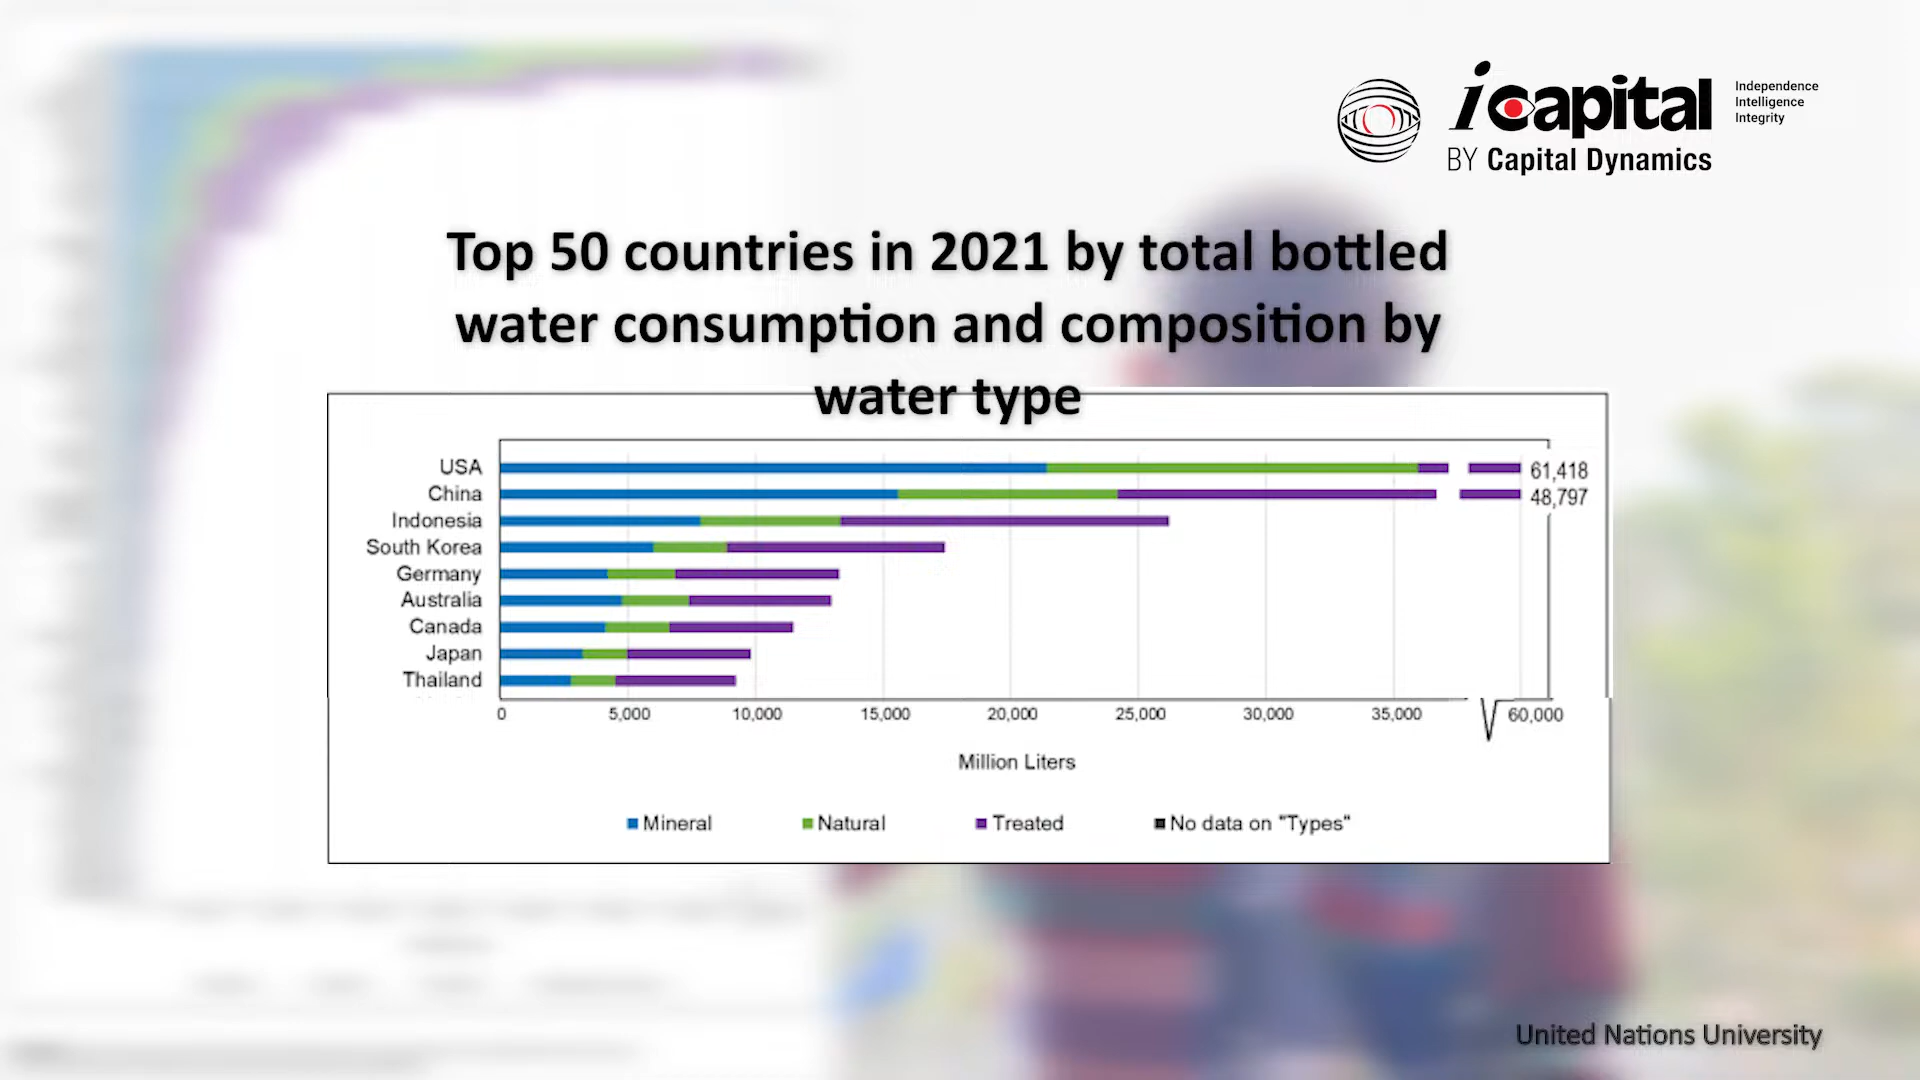 icapital
BY Capital Dynamics
Independence
Intelligence
Integrity
Top 50 countries in 2021 by total bottled
water consumption and composition by
water type
USA
China
Indonesia
South Korea
Germany
Australia
Canada
Japan
Thailand
61,418
48,797
0 5,000 10,000 15,000 20,000 25,000 30,000 35,000 60,000
Million Liters
Mineral Natural Treated No data on "Types"
United Nations University